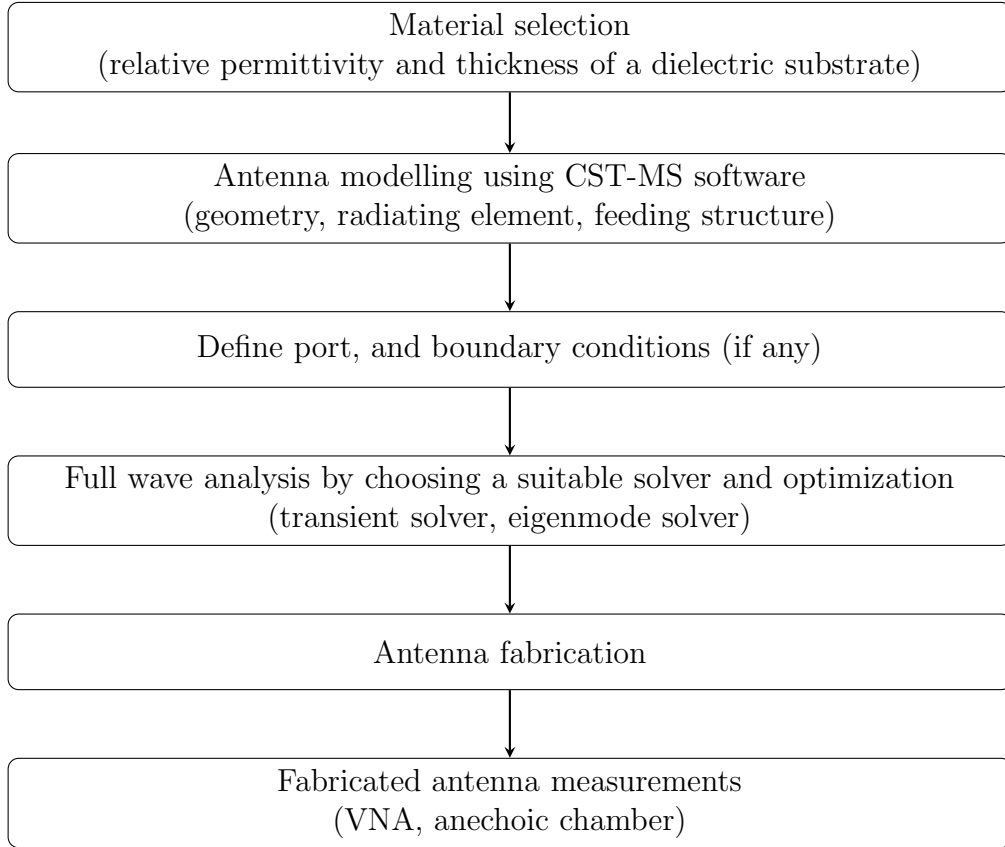 Material selection
(relative permittivity and thickness of a dielectric substrate)
Antenna modelling using CST-MS software
(geometry, radiating element, feeding structure)
Define port, and boundary conditions (if any)
Full wave analysis by choosing a suitable solver and optimization
(transient solver, eigenmode solver)
Antenna fabrication
Fabricated antenna measurements
(VNA, anechoic chamber)